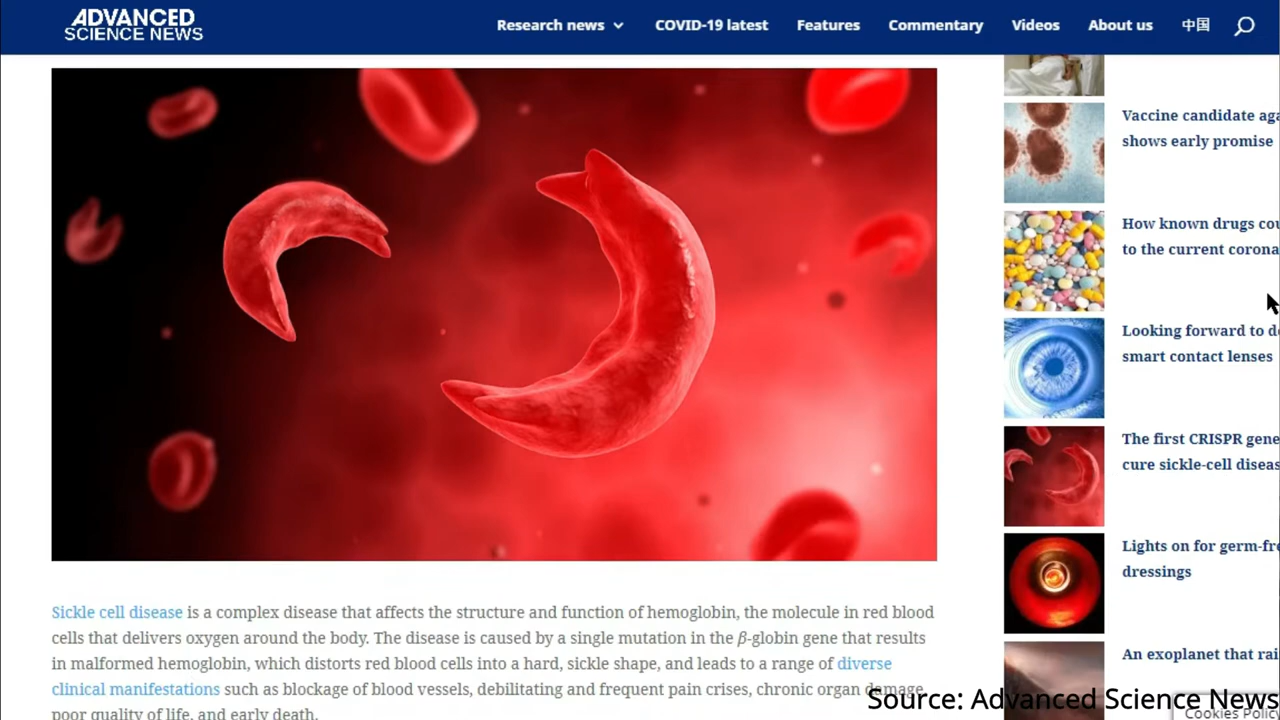 ADVANCED
SCIENCE NEWS
Research news
COVID-19 latest
Features
Commentary
Videos
About us
中国
Vaccine candidate aga
shows early promise
How known drugs cou
to the current corona
Looking forward to d
smart contact lenses
The first CRISPR gene
cure sickle-cell diseas
Lights on for germ-fre
dressings
An exoplanet that rai
Sickle cell disease is a complex disease that affects the structure and function of hemoglobin, the molecule in red blood
cells that delivers oxygen around the body. The disease is caused by a single mutation in the β-globin gene that results
in malformed hemoglobin, which distorts red blood cells into a hard, sickle shape, and leads to a range of diverse
clinical manifestations such as blockage of blood vessels, debilitating and frequent pain crises, chronic organ damage,
poor quality of life, and early death.
Source: Advanced Science News
Cookies Policy